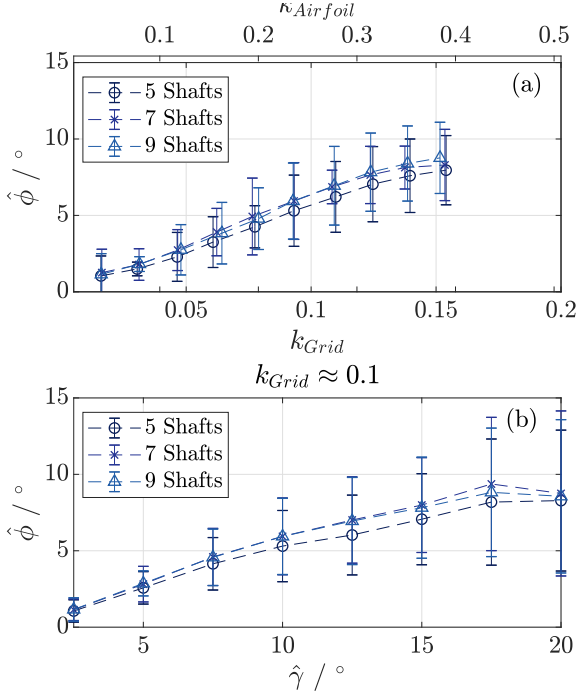 κ_Airfoil
0.1 0.2 0.3 0.4 0.5
15
10
5
0
ϕ̂ / °
(a)
5 Shafts
7 Shafts
9 Shafts
0.05 0.1 0.15 0.2
k_Grid
k_Grid ≈ 0.1
15
10
5
0
ϕ̂ / °
(b)
5 Shafts
7 Shafts
9 Shafts
5 10 15 20
γ̂ / °